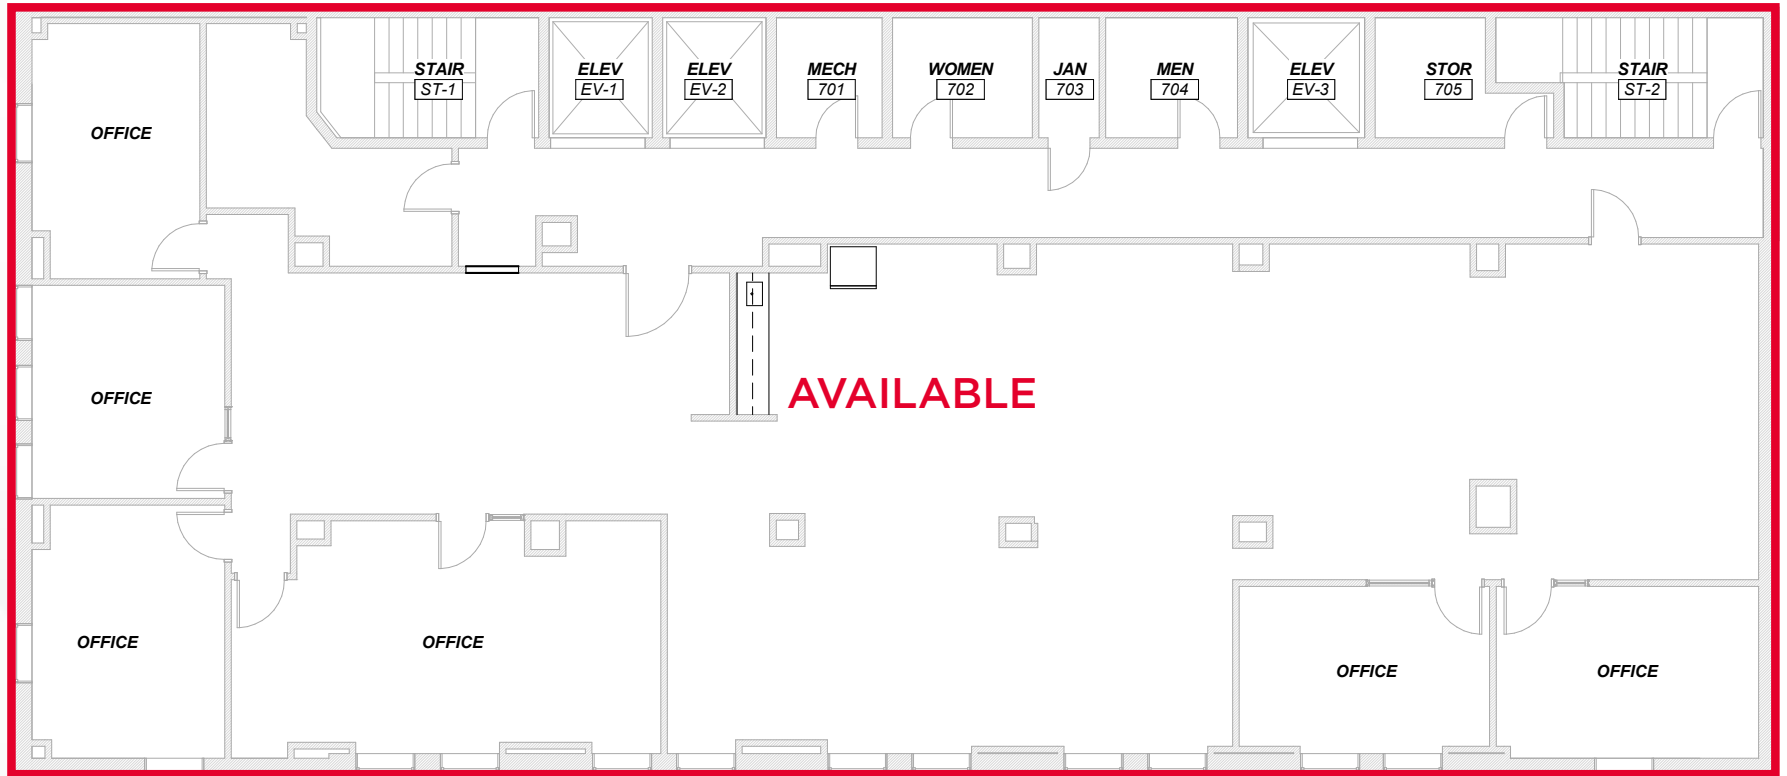 STAIR
ST-1
ELEV
EV-1
ELEV
EV-2
MECH
701
WOMEN
702
JAN
703
MEN
704
ELEV
EV-3
STOR
705
STAIR
ST-2
OFFICE
OFFICE
AVAILABLE
OFFICE
OFFICE
OFFICE
OFFICE